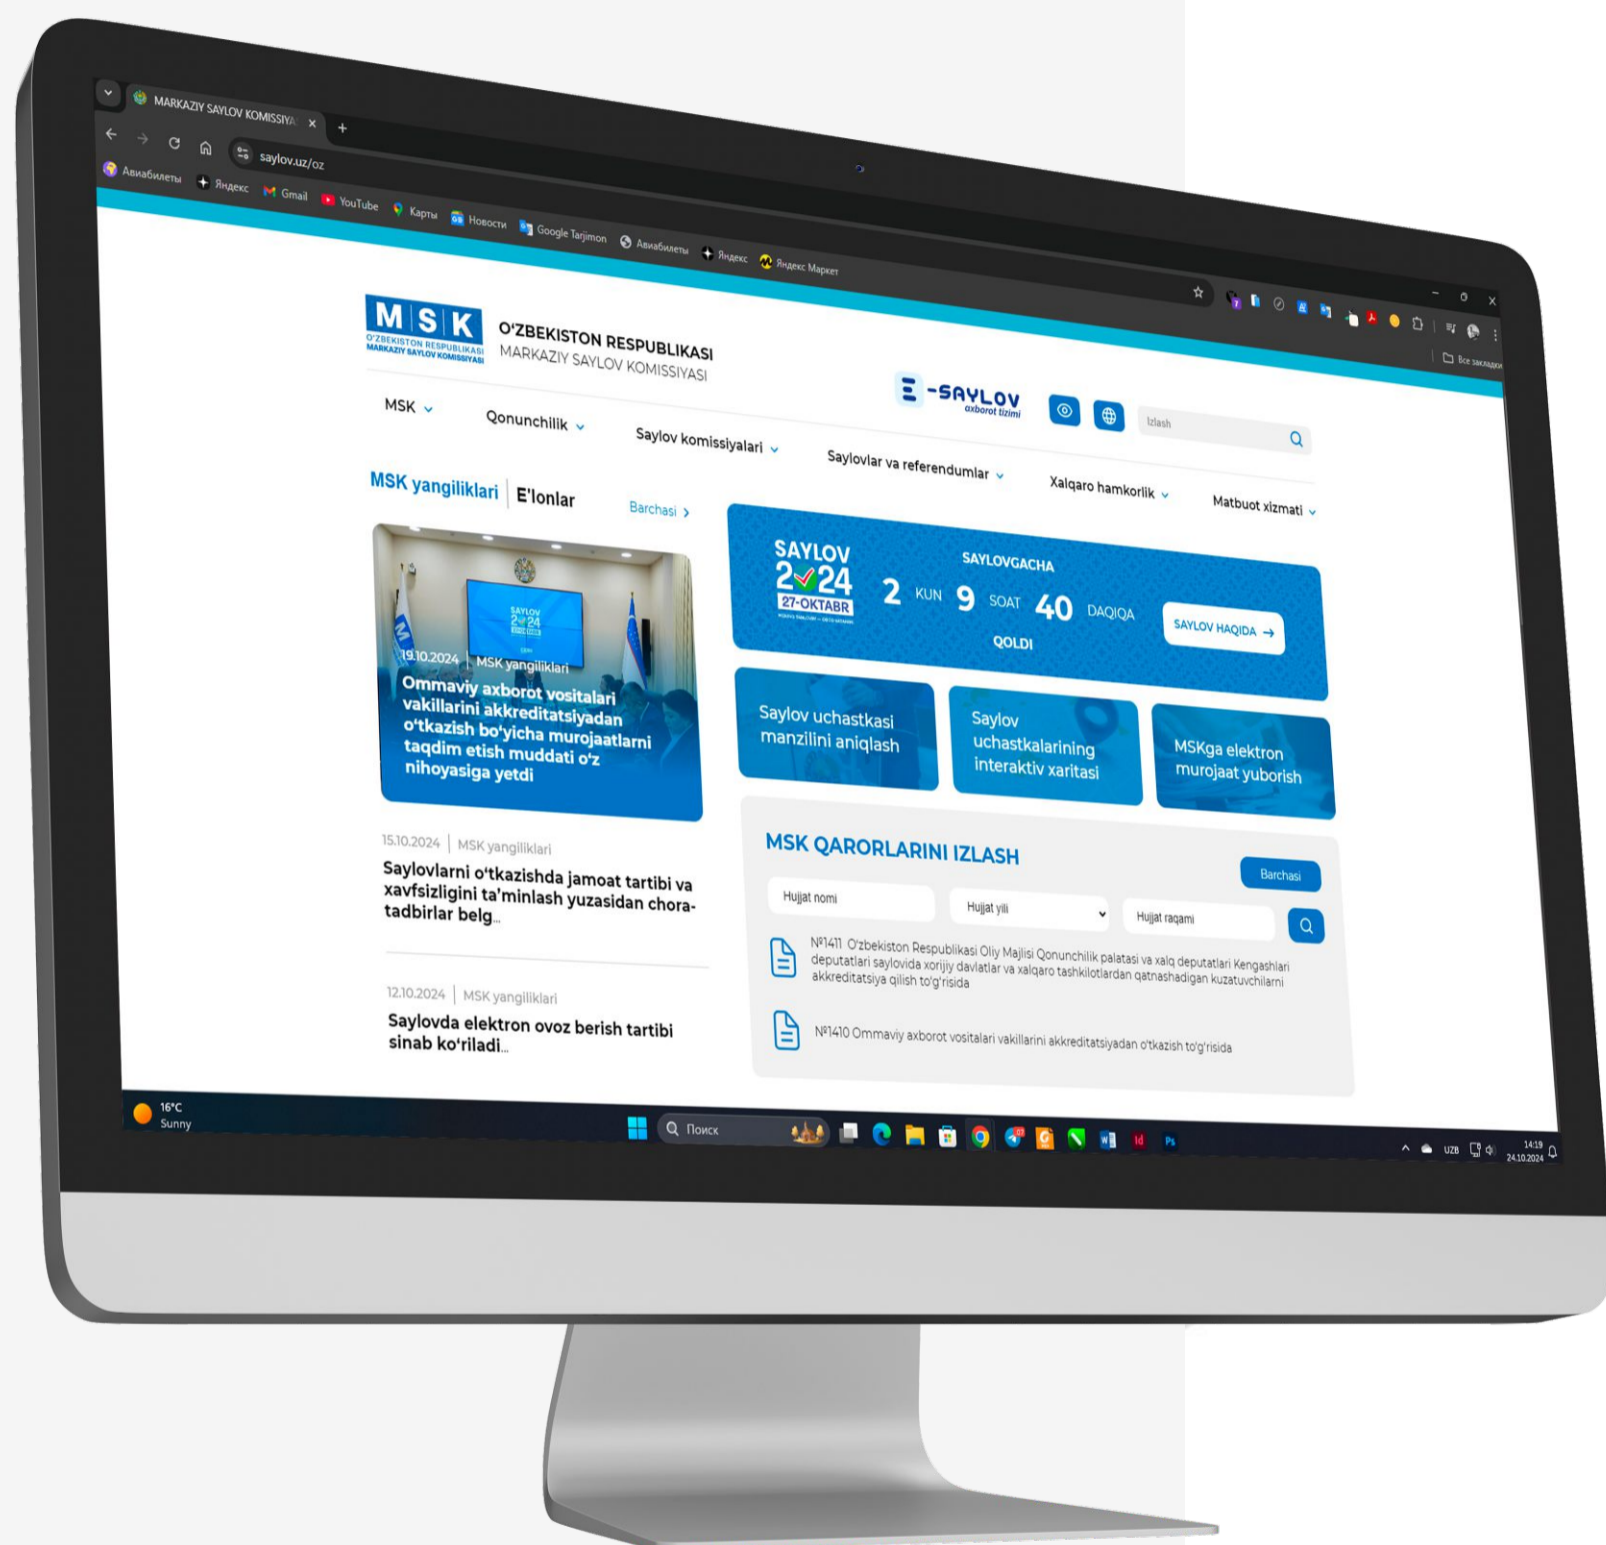 MARKAZIY SAYLOV KOMISSIYA
saylov.uz/oz
Авиабилеты Яндекс Gmail YouTube Карты Новости Google Tarjimon Авиабилеты Яндекс Яндекс Маркет
Все закладки
M|S|K
O‘ZBEKISTON RESPUBLIKASI
MARKAZIY SAYLOV KOMISSIYASI
O‘ZBEKISTON RESPUBLIKASI
MARKAZIY SAYLOV KOMISSIYASI
E-SAYLOV
axborot tizimi
Izlash
MSK Qonunchilik Saylov komissiyalari Saylovlar va referendumlar Xalqaro hamkorlik Matbuot xizmati
MSK yangiliklari | E'lonlar
Barchasi >
SAYLOV
2024
19.10.2024 | MSK yangiliklari
Ommaviy axborot vositalari
vakillarini akkreditatsiyadan
o‘tkazish bo‘yicha murojaatlarni
taqdim etish muddati o‘z
nihoyasiga yetdi
15.10.2024 | MSK yangiliklari
Saylovlarni o‘tkazishda jamoat tartibi va
xavfsizligini ta’minlash yuzasidan chora-
tadbirlar belg...
12.10.2024 | MSK yangiliklari
Saylovda elektron ovoz berish tartibi
sinab ko‘riladi...
SAYLOV
2024
27-OKTABR
SAYLOVGACHA
2 KUN 9 SOAT 40 DAQIQA
QOLDI
SAYLOV HAQIDA →
Saylov uchastkasi
manzilini aniqlash
Saylov
uchastkalarining
interaktiv xaritasi
MSKga elektron
murojaat yuborish
MSK QARORLARINI IZLASH
Barchasi
Hujjat nomi
Hujjat yili
Hujjat raqami
№1411 O'zbekiston Respublikasi Oliy Majlisi Qonunchilik palatasi va xalq deputatlari Kengashlari
deputatlari saylovida xorijiy davlatlar va xalqaro tashkilotlardan qatnashadigan kuzatuvchilarni
akkreditatsiya qilish to'g'risida
№1410 Ommaviy axborot vositalari vakillarini akkreditatsiyadan o'tkazish to'g'risida
16°C
Sunny
Поиск
UZB
14:19
24.10.2024